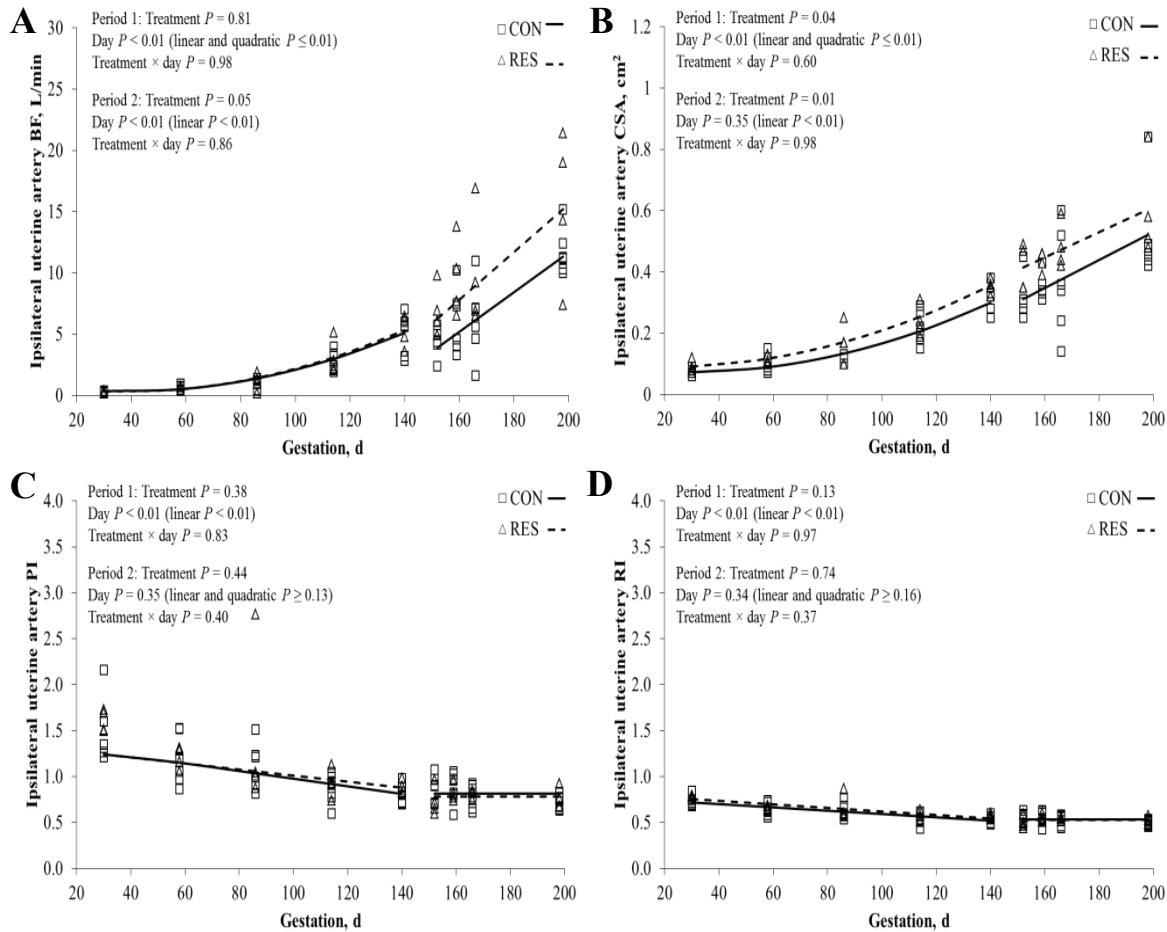 A
Period 1: Treatment P = 0.81
Day P < 0.01 (linear and quadratic P ≤ 0.01)
Treatment × day P = 0.98
Period 2: Treatment P = 0.05
Day P < 0.01 (linear P < 0.01)
Treatment × day P = 0.86
CON
RES
Ipsilateral uterine artery BF, L/min
30
25
20
15
10
5
0
20 40 60 80 100 120 140 160 180 200
Gestation, d
B
Period 1: Treatment P = 0.04
Day P < 0.01 (linear and quadratic P ≤ 0.01)
Treatment × day P = 0.60
Period 2: Treatment P = 0.01
Day P = 0.35 (linear P < 0.01)
Treatment × day P = 0.98
CON
RES
Ipsilateral uterine artery CSA, cm²
1.2
1
0.8
0.6
0.4
0.2
0
20 40 60 80 100 120 140 160 180 200
Gestation, d
C
Period 1: Treatment P = 0.38
Day P < 0.01 (linear P < 0.01)
Treatment × day P = 0.83
Period 2: Treatment P = 0.44
Day P = 0.35 (linear and quadratic P ≥ 0.13)
Treatment × day P = 0.40
CON
RES
Ipsilateral uterine artery PI
4.0
3.5
3.0
2.5
2.0
1.5
1.0
0.5
0.0
20 40 60 80 100 120 140 160 180 200
Gestation, d
D
Period 1: Treatment P = 0.13
Day P < 0.01 (linear P < 0.01)
Treatment × day P = 0.97
Period 2: Treatment P = 0.74
Day P = 0.34 (linear and quadratic P ≥ 0.16)
Treatment × day P = 0.37
CON
RES
Ipsilateral uterine artery RI
4.0
3.5
3.0
2.5
2.0
1.5
1.0
0.5
0.0
20 40 60 80 100 120 140 160 180 200
Gestation, d